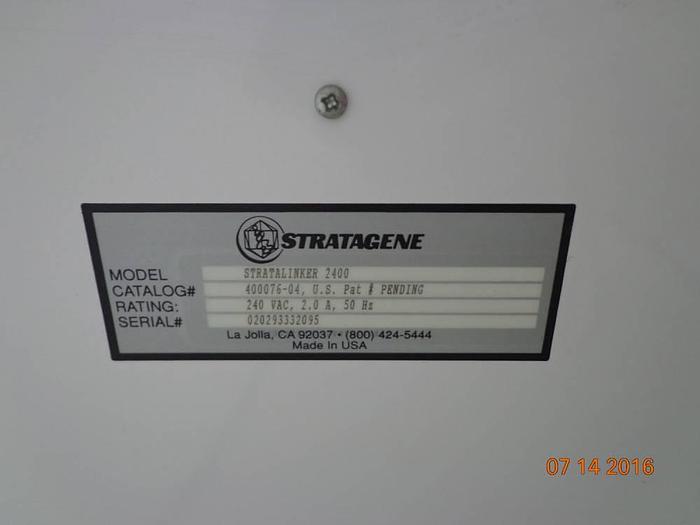 STRATAGENE
MODEL STRATALINKER 2400
CATALOG# 400076-04, U.S. Pat # PENDING
RATING: 240 VAC, 2.0 A, 50 Hz
SERIAL# 020293332095
La Jolla, CA 92037 • (800) 424-5444
Made In USA
07 14 2016